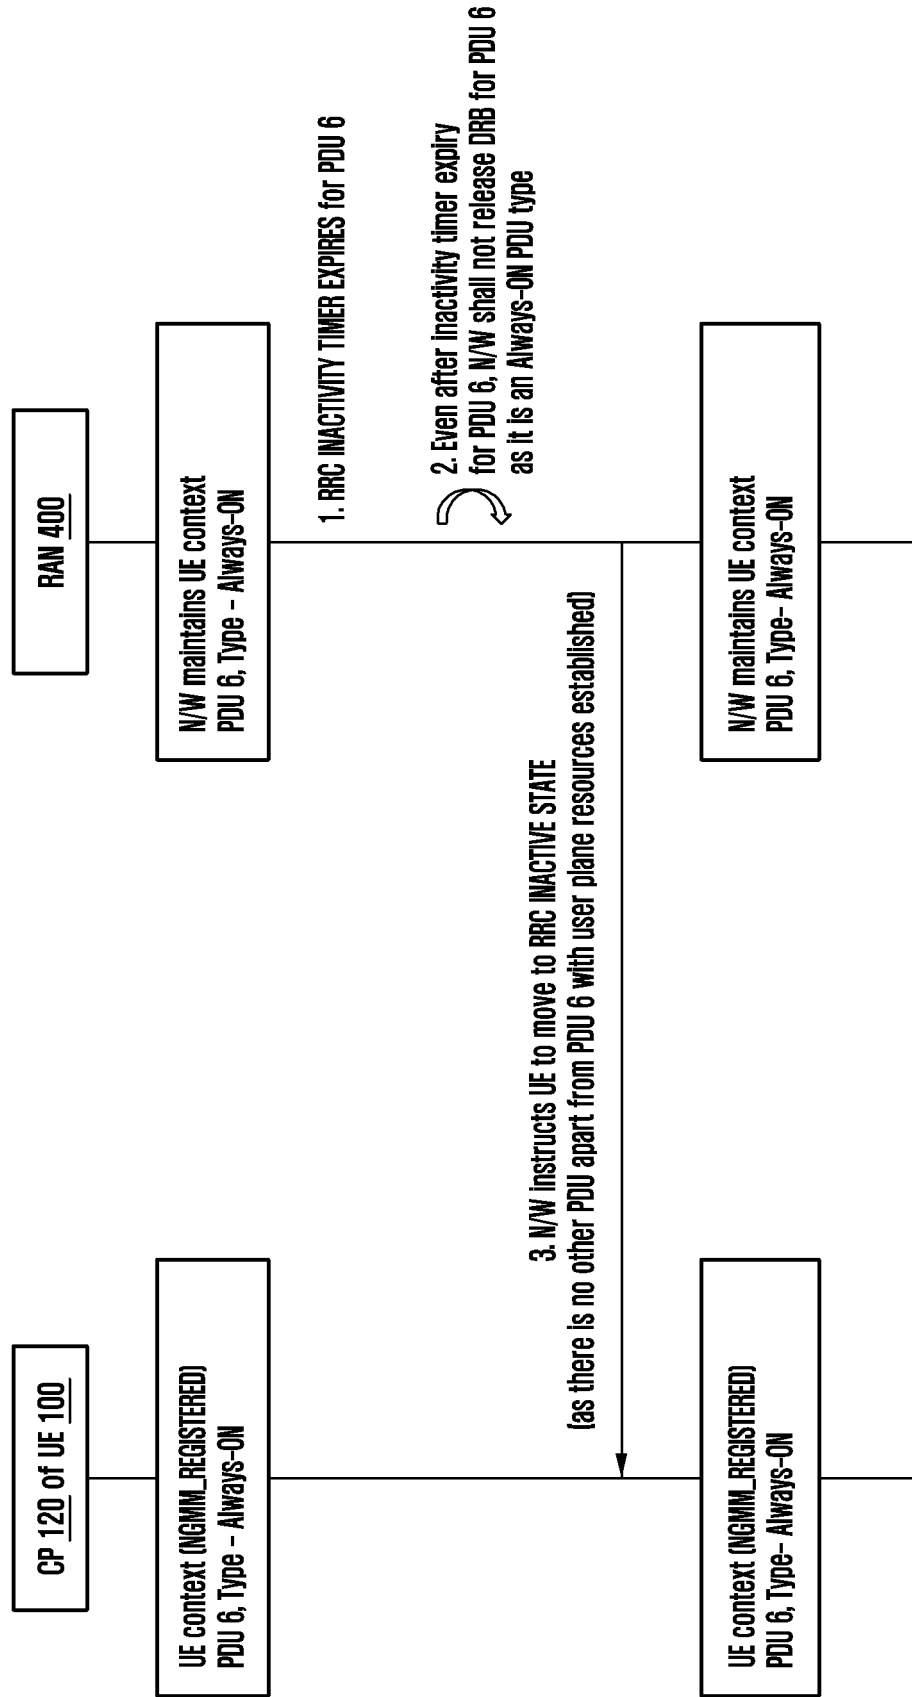 CP 120 of UE 100
RAN 400
UE context (NGMM_REGISTERED)
PDU 6, Type - Always-ON
N/W maintains UE context
PDU 6, Type - Always-ON
1. RRC INACTIVITY TIMER EXPIRES for PDU 6
2. Even after inactivity timer expiry
for PDU 6, N/W shall not release DRB for PDU 6
as it is an Always-ON PDU type
3. N/W instructs UE to move to RRC INACTIVE STATE
(as there is no other PDU apart from PDU 6 with user plane resources established)
UE context (NGMM_REGISTERED)
PDU 6, Type- Always-ON
N/W maintains UE context
PDU 6, Type- Always-ON